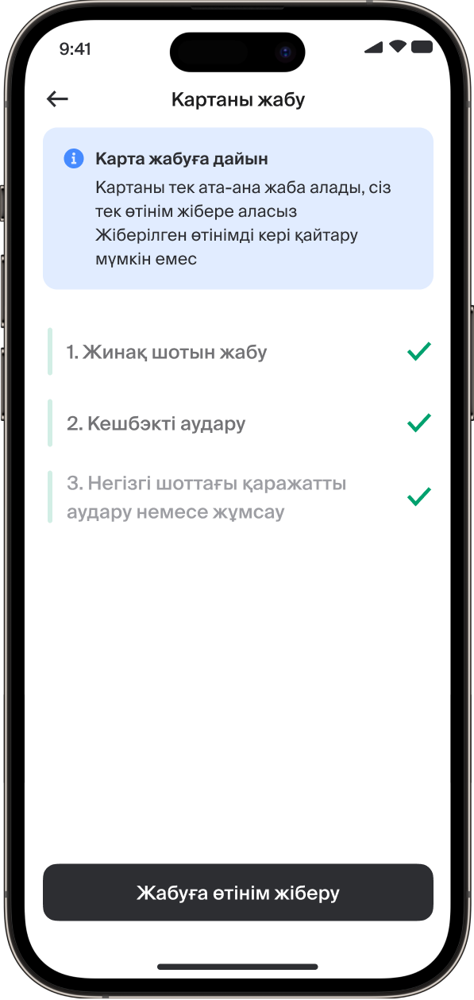 9:41
Картаны жабу
Карта жабуға дайын
Картаны тек ата-ана жаба алады, сіз
тек өтінім жібере аласыз
Жіберілген өтінімді кері қайтару
мүмкін емес
1. Жинақ шотын жабу
2. Кешбэкті аудару
3. Негізгі шоттағы қаражатты
аудару немесе жұмсау
Жабуға өтінім жіберу